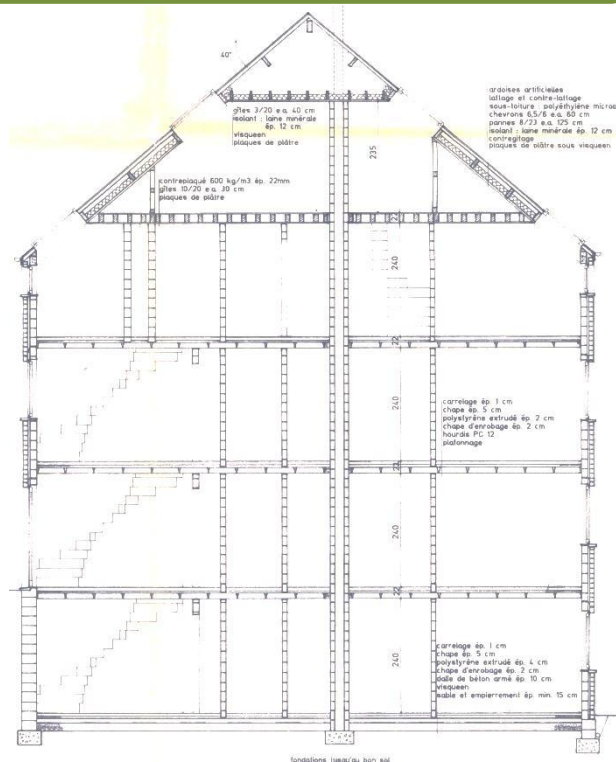 40°
gîtes 3/20 e.a. 40 cm
isolant : laine minérale
ép. 12 cm
visqueen
plaques de plâtre
235
ardoises artificielles
lattage et contre-lattage
sous-toiture : polyéthylène
chevrons 6,5/6 e.a. 60 cm
pannes 8/23 e.a. 125 cm
isolant : laine minérale ép. 12 cm
contregitage
plaques de plâtre sous visqueen
contreplaqué 600 kg/m3 ép. 22mm
gîtes 10/20 e.a. 30 cm
plaques de plâtre
22
240
22
240
carrelage ép. 1 cm
chape ép. 5 cm
polystyrène extrudé ép. 2 cm
chape d'enrobage ép. 2 cm
hourdis PC 12
plafonnage
22
240
22
240
carrelage ép. 1 cm
chape ép. 5 cm
polystyrène extrudé ép. 4 cm
chape d'enrobage ép. 2 cm
dalle de béton armé ép. 10 cm
visqueen
sable et empierrement ép. min. 15 cm
fondations jusqu'au bon sol